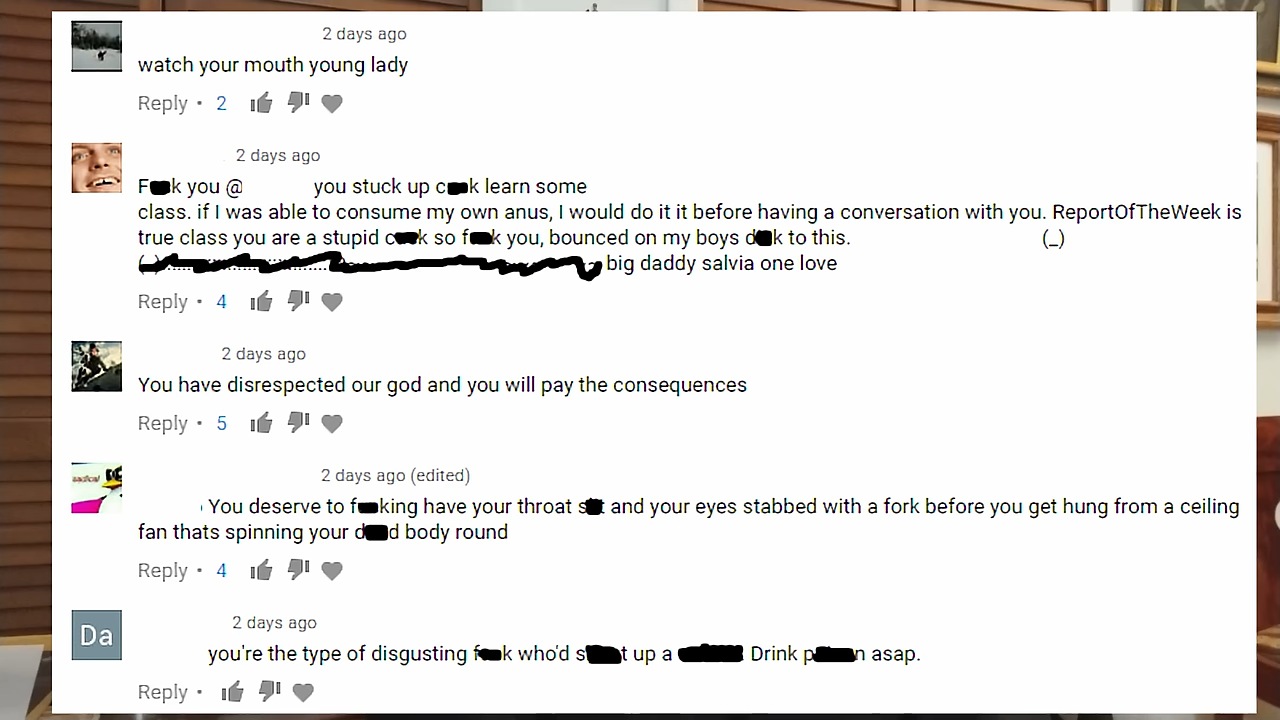 2 days ago
watch your mouth young lady
Reply • 2
2 days ago
F k you @ you stuck up c k learn some
class. if I was able to consume my own anus, I would do it it before having a conversation with you. ReportOfTheWeek is
true class you are a stupid c k so f k you, bounced on my boys d k to this. (_)
big daddy salvia one love
Reply • 4
2 days ago
You have disrespected our god and you will pay the consequences
Reply • 5
2 days ago (edited)
You deserve to f king have your throat s t and your eyes stabbed with a fork before you get hung from a ceiling
fan thats spinning your d d body round
Reply • 4
Da
2 days ago
you're the type of disgusting f k who'd s t up a Drink p n asap.
Reply •